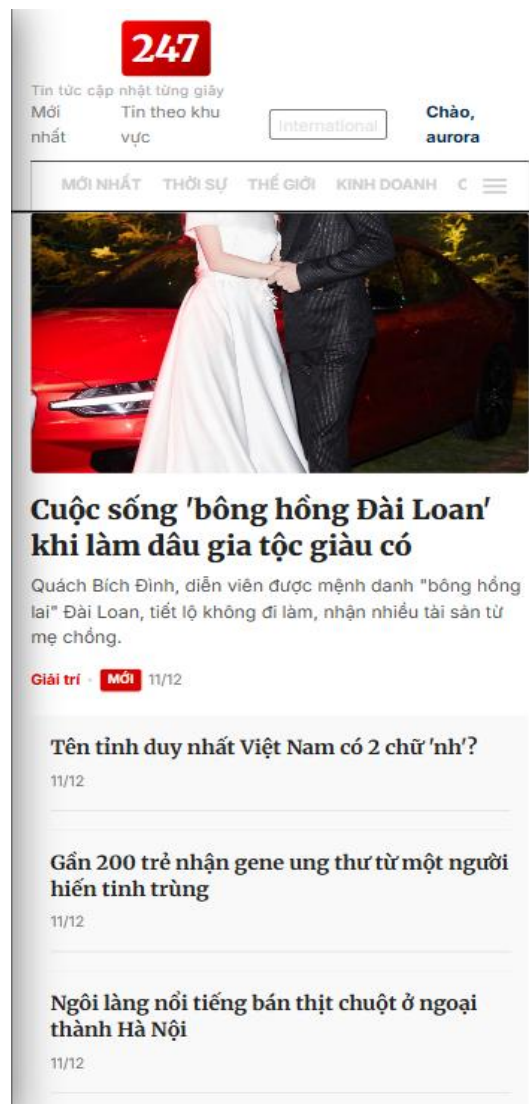 247
Tin tức cập nhật từng giây
Mới nhất
Tin theo khu vực
International
Chào, aurora
MỚI NHẤT THỜI SỰ THẾ GIỚI KINH DOANH
Cuộc sống 'bông hồng Đài Loan'
khi làm dâu gia tộc giàu có
Quách Bích Đình, diễn viên được mệnh danh "bông hồng
lai" Đài Loan, tiết lộ không đi làm, nhận nhiều tài sản từ
mẹ chồng.
Giải trí - MỚI 11/12
Tên tỉnh duy nhất Việt Nam có 2 chữ 'nh'?
11/12
Gần 200 trẻ nhận gene ung thư từ một người
hiến tinh trùng
11/12
Ngôi làng nổi tiếng bán thịt chuột ở ngoại
thành Hà Nội
11/12